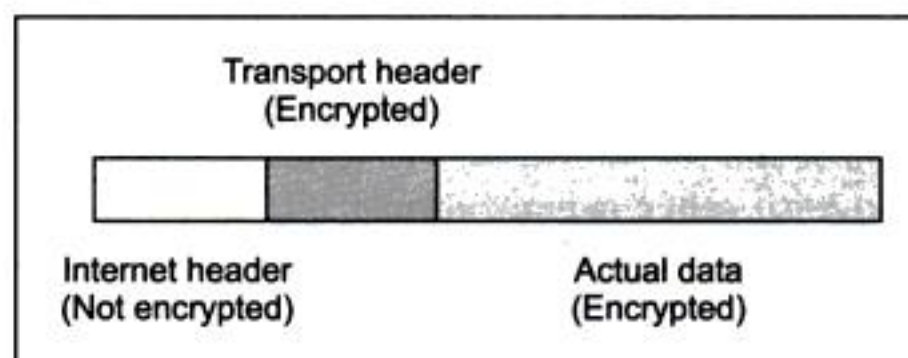 Transport header
(Encrypted)
Internet header
(Not encrypted)
Actual data
(Encrypted)